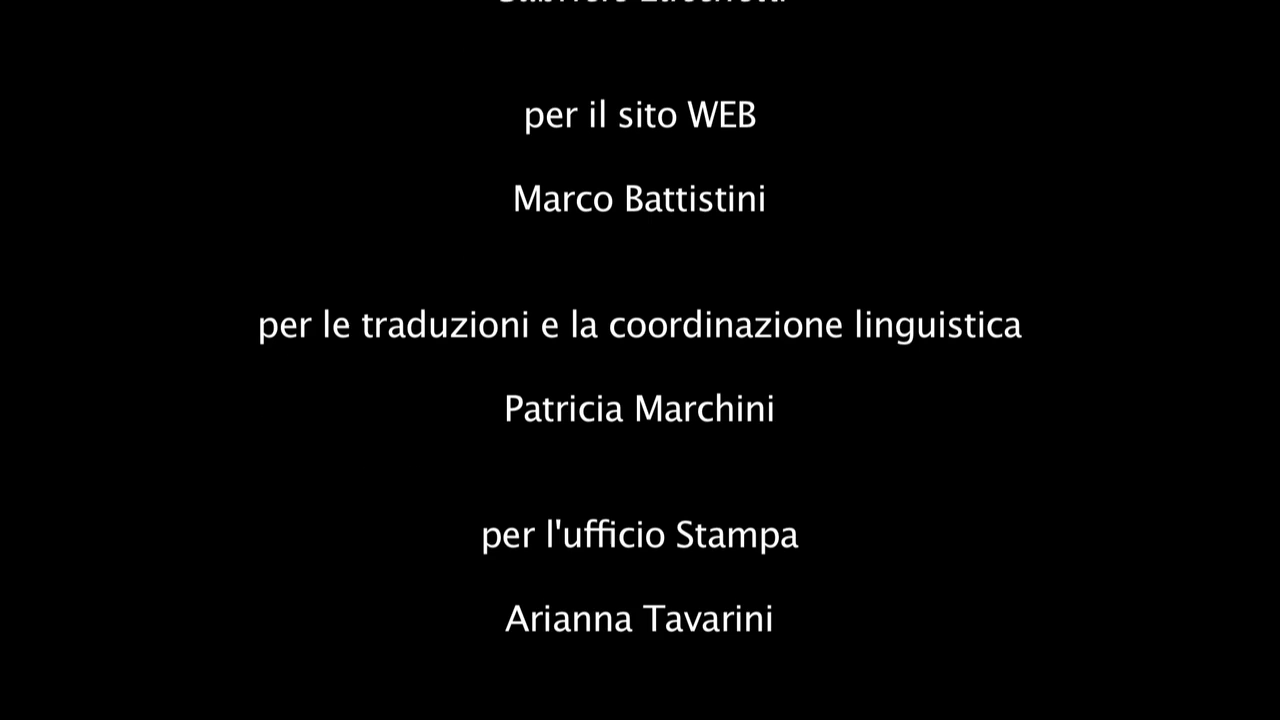 per il sito WEB
Marco Battistini
per le traduzioni e la coordinazione linguistica
Patricia Marchini
per l'ufficio Stampa
Arianna Tavarini